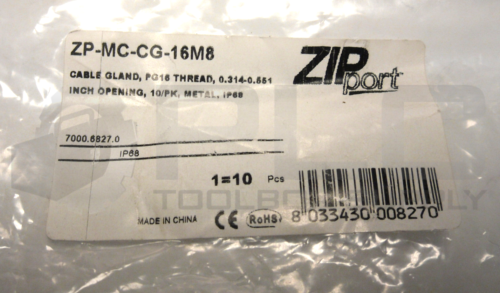 ZP-MC-CG-16M8
ZIPport
CABLE GLAND, PG16 THREAD, 0.314-0.551
INCH OPENING, 10/PK, METAL, IP68
7000.6827.0
IP68
1=10 Pcs
MADE IN CHINA CE RoHS
8 033430 008270